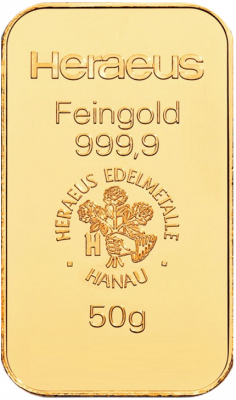 Heraeus
Feingold
999,9
HERAEUS EDELMETALLE
H
· HANAU ·
50g